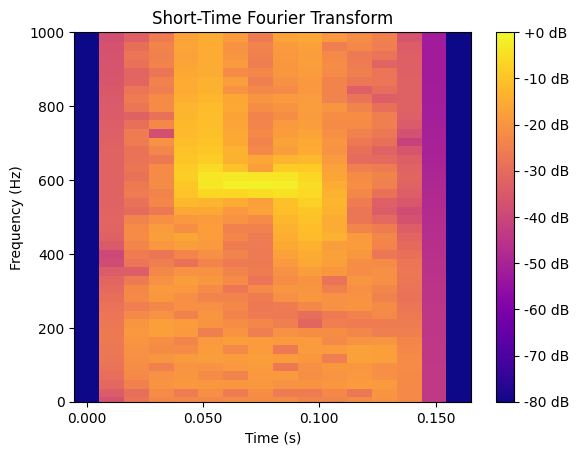 Short-Time Fourier Transform
Frequency (Hz)
1000
800
600
400
200
0
0.000
0.050
0.100
0.150
Time (s)
+0 dB
-10 dB
-20 dB
-30 dB
-40 dB
-50 dB
-60 dB
-70 dB
-80 dB